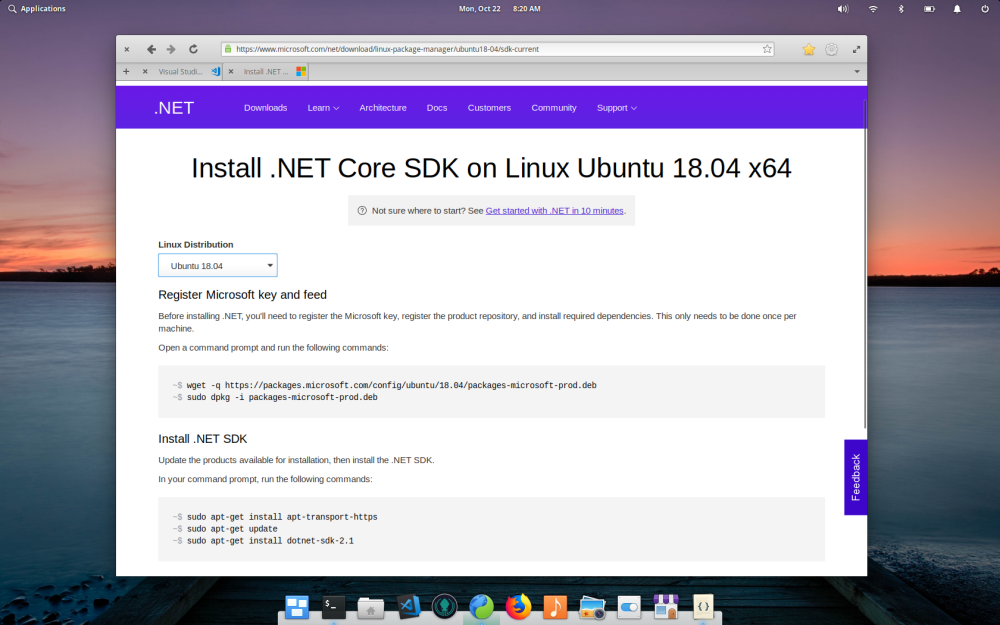 Applications
Mon, Oct 22 8:20 AM
https://www.microsoft.com/net/download/linux-package-manager/ubuntu18-04/sdk-current
Visual Studi...
Install .NET ...
.NET
Downloads
Learn
Architecture
Docs
Customers
Community
Support
Install .NET Core SDK on Linux Ubuntu 18.04 x64
Not sure where to start? See Get started with .NET in 10 minutes.
Linux Distribution
Ubuntu 18.04
Register Microsoft key and feed
Before installing .NET, you'll need to register the Microsoft key, register the product repository, and install required dependencies. This only needs to be done once per
machine.
Open a command prompt and run the following commands:
~$ wget -q https://packages.microsoft.com/config/ubuntu/18.04/packages-microsoft-prod.deb
~$ sudo dpkg -i packages-microsoft-prod.deb
Install .NET SDK
Update the products available for installation, then install the .NET SDK.
In your command prompt, run the following commands:
~$ sudo apt-get install apt-transport-https
~$ sudo apt-get update
~$ sudo apt-get install dotnet-sdk-2.1
Feedback